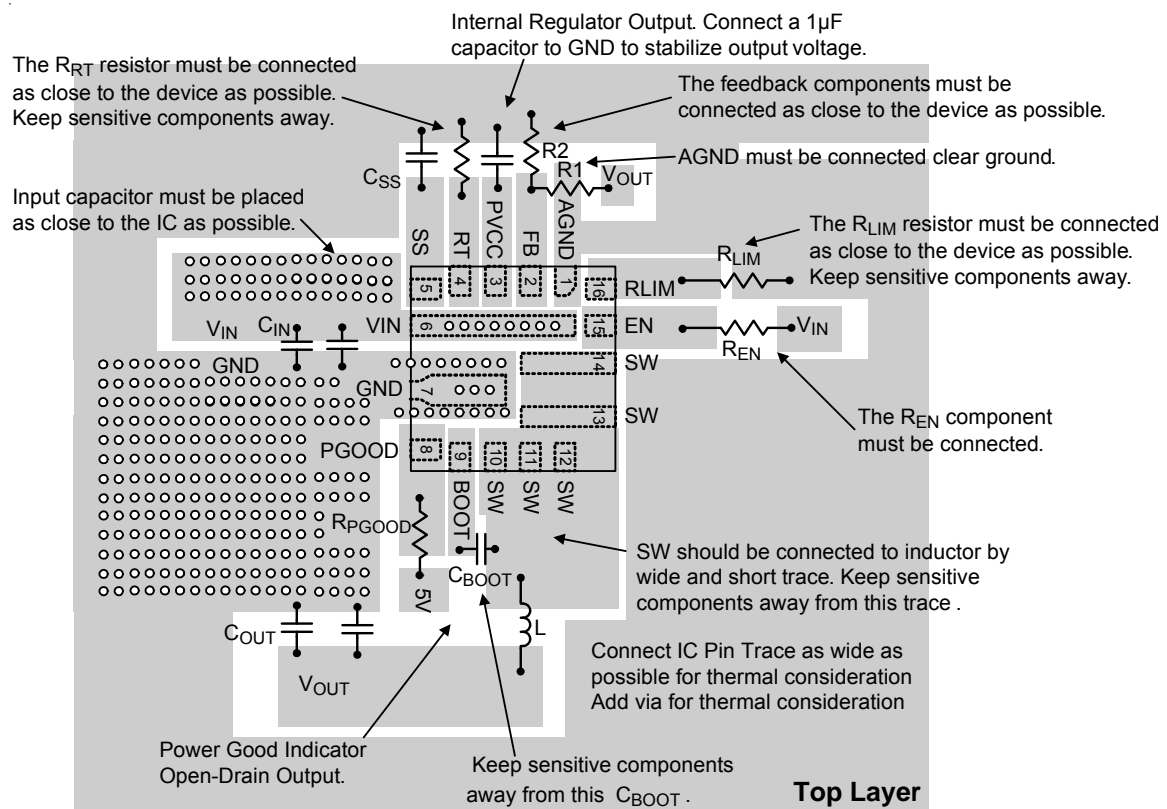 Internal Regulator Output. Connect a 1µF
capacitor to GND to stabilize output voltage.
The RRT resistor must be connected
as close to the device as possible.
Keep sensitive components away.
The feedback components must be
connected as close to the device as possible.
AGND must be connected clear ground.
Input capacitor must be placed
as close to the IC as possible.
The RLIM resistor must be connected
as close to the device as possible.
Keep sensitive components away.
CSS
R2
R1
VOUT
SS
RT
PVCC
FB
AGND
RLIM
5
4
3
2
1
16
RLIM
VIN
CIN
VIN
6
15
EN
REN
VIN
GND
14
SW
GND
7
13
SW
The REN component
must be connected.
PGOOD
8
9
10
11
12
BOOT
SW
SW
SW
RPGOOD
CBOOT
5V
SW should be connected to inductor by
wide and short trace. Keep sensitive
components away from this trace .
COUT
L
VOUT
Connect IC Pin Trace as wide as
possible for thermal consideration
Add via for thermal consideration
Power Good Indicator
Open-Drain Output.
Keep sensitive components
away from this CBOOT .
Top Layer